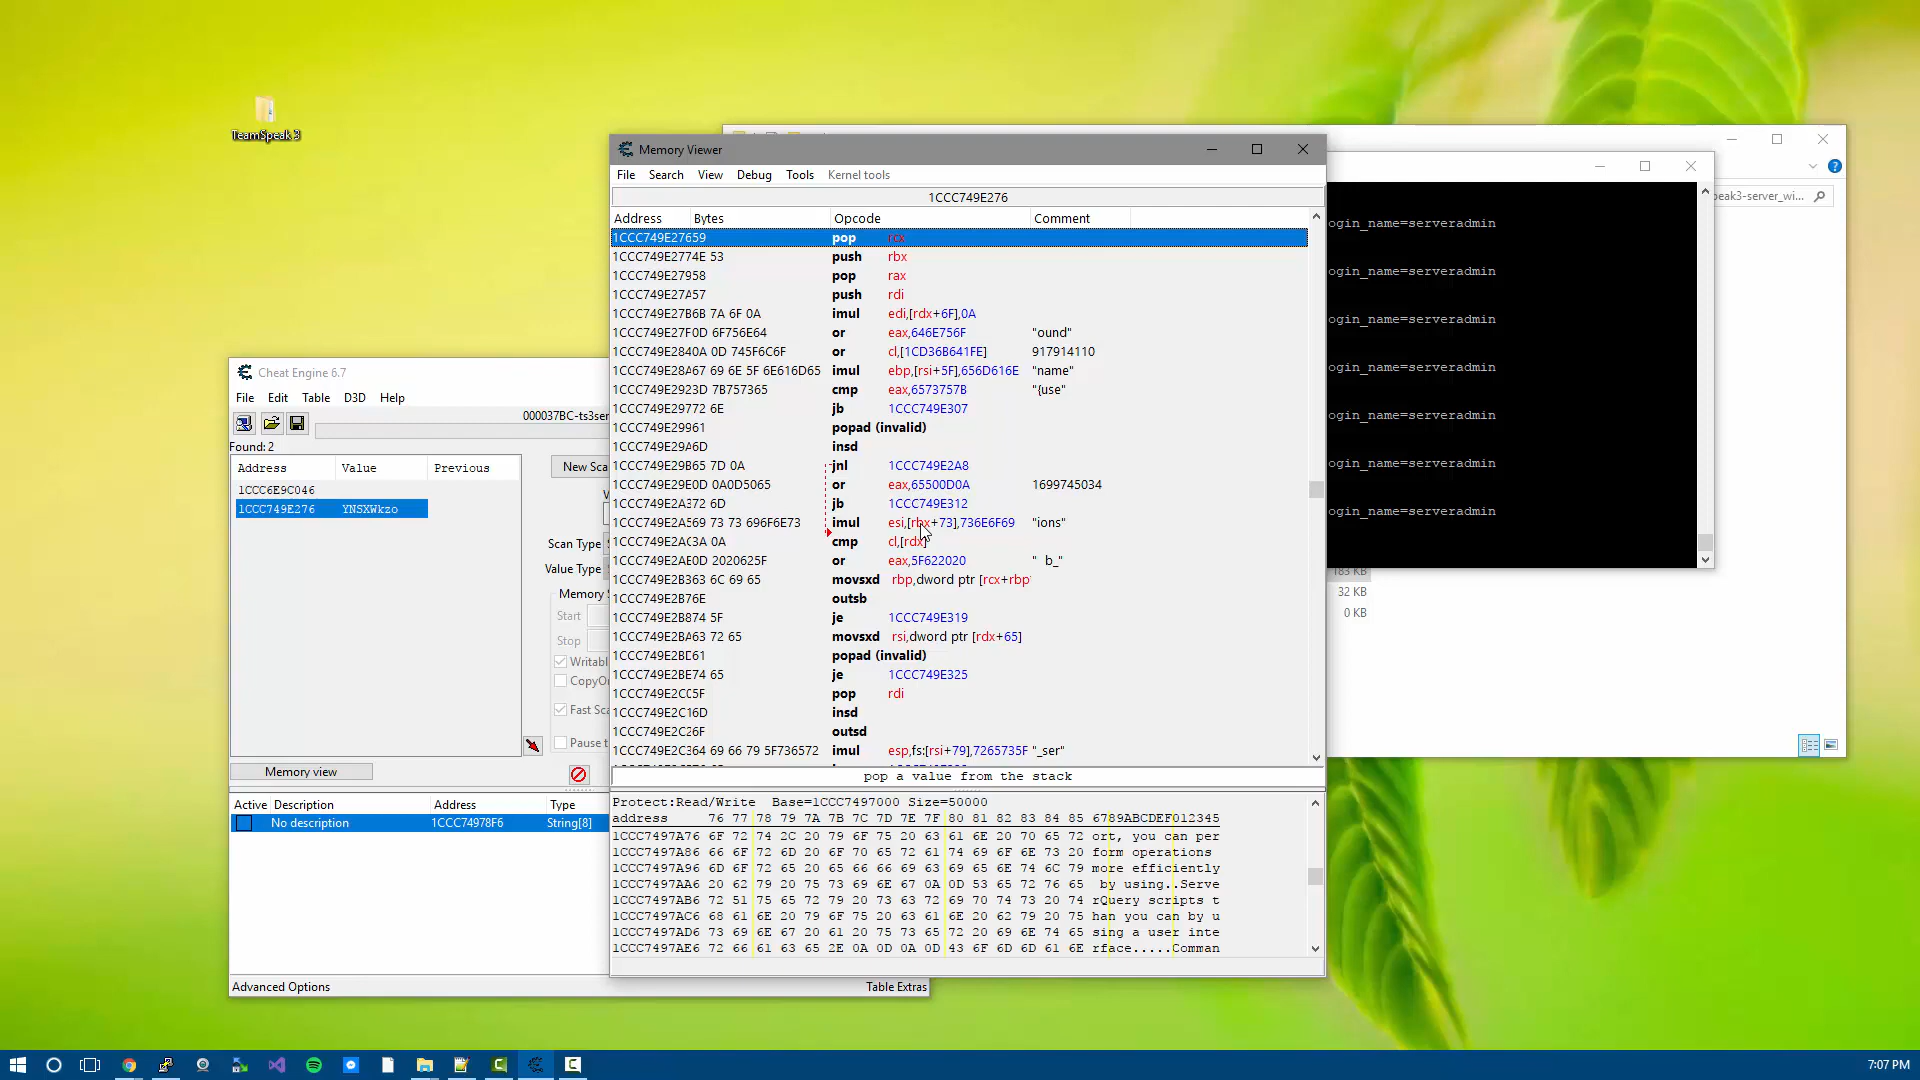 TeamSpeak 3
Memory Viewer
File Search View Debug Tools Kernel tools
1CCC749E276
Address Bytes Opcode Comment
1CCC749E27659 pop rcx
1CCC749E2774E 53 push rbx
1CCC749E27958 pop rax
1CCC749E27A57 push rdi
1CCC749E27B6B 7A 6F 0A imul edi,[rdx+6F],0A
1CCC749E27F0D 6F756E64 or eax,646E756F "ound"
1CCC749E2840A 0D 745F6C6F or cl,[1CD36B641FE] 917914110
1CCC749E28A67 69 6E 5F 6E616D65 imul ebp,[rsi+5F],656D616E "name"
1CCC749E2923D 7B757365 cmp eax,6573757B "{use"
1CCC749E29772 6E jb 1CCC749E307
1CCC749E29961 popad (invalid)
1CCC749E29A6D insd
1CCC749E29B65 7D 0A jnl 1CCC749E2A8
1CCC749E29E0D 0A0D5065 or eax,65500D0A 1699745034
1CCC749E2A372 6D jb 1CCC749E312
1CCC749E2A569 73 73 696F6E73 imul esi,[rbx+73],736E6F69 "ions"
1CCC749E2AC3A 0A cmp cl,[rdx]
1CCC749E2AE0D 2020625F or eax,5F622020 "  b_"
1CCC749E2B363 6C 69 65 movsxd rbp,dword ptr [rcx+rbp
1CCC749E2B76E outsb
1CCC749E2B874 5F je 1CCC749E319
1CCC749E2BA63 72 65 movsxd rsi,dword ptr [rdx+65]
1CCC749E2BD61 popad (invalid)
1CCC749E2BE74 65 je 1CCC749E325
1CCC749E2C05F pop rdi
1CCC749E2C16D insd
1CCC749E2C26F outsd
1CCC749E2C364 69 66 79 5F736572 imul esp,fs:[rsi+79],7265735F "_ser"
pop a value from the stack
Protect:Read/Write Base=1CCC7497000 Size=50000
address 76 77 78 79 7A 7B 7C 7D 7E 7F 80 81 82 83 84 85 6789ABCDEF012345
1CCC7497A76 6F 72 74 2C 20 79 6F 75 20 63 61 6E 20 70 65 72 ort, you can per
1CCC7497A86 66 6F 72 6D 20 6F 70 65 72 61 74 69 6F 6E 73 20 form operations
1CCC7497A96 6D 6F 72 65 20 65 66 66 69 63 69 65 6E 74 6C 79 more efficiently
1CCC7497AA6 20 62 79 20 75 73 69 6E 67 0A 0D 53 65 72 76 65 by using..Serve
1CCC7497AB6 72 51 75 65 72 79 20 73 63 72 69 70 74 73 20 74 rQuery scripts t
1CCC7497AC6 68 61 6E 20 79 6F 75 20 63 61 6E 20 62 79 20 75 han you can by u
1CCC7497AD6 73 69 6E 67 20 61 20 75 73 65 72 20 69 6E 74 65 sing a user inte
1CCC7497AE6 72 66 61 63 65 2E 0A 0D 0A 0D 43 6F 6D 6D 61 6E rface.....Comman
Cheat Engine 6.7
File Edit Table D3D Help
000037BC-ts3ser
Found: 2
Address Value Previous
1CCC6E9C046
1CCC749E276 YNSXWkzo
New Sca
Scan Type
Value Type
Memory S
Start
Stop
Writabl
CopyOn
Fast Sca
Pause t
Memory view
Active Description Address Type
No description 1CCC74978F6 String[8]
Advanced Options Table Extras
ogin_name=serveradmin
ogin_name=serveradmin
ogin_name=serveradmin
ogin_name=serveradmin
ogin_name=serveradmin
ogin_name=serveradmin
ogin_name=serveradmin
peak3-server_wi...
183 KB
32 KB
0 KB
7:07 PM